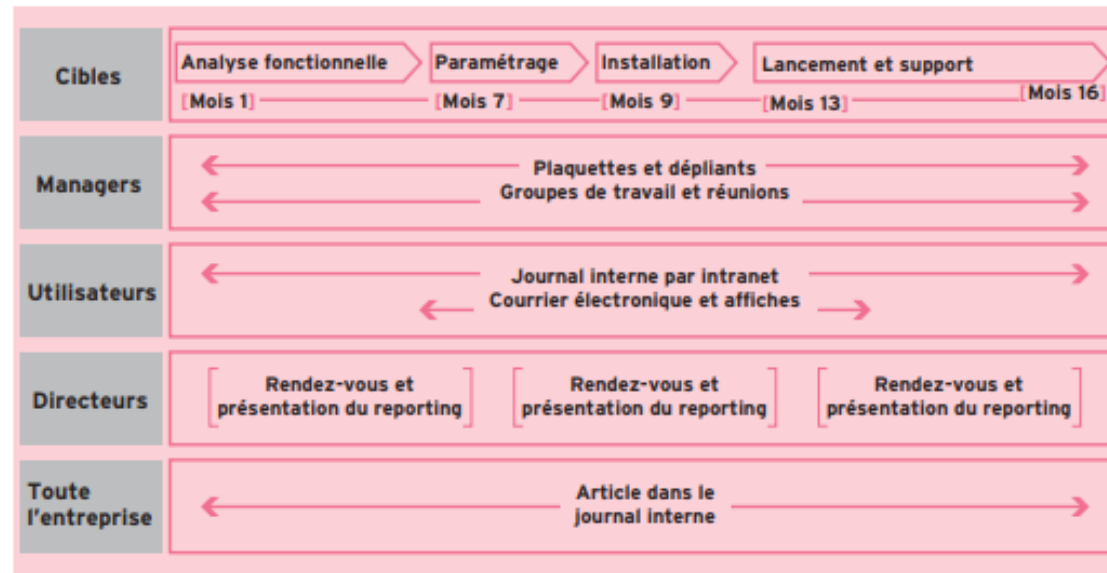 Cibles
Analyse fonctionnelle
Paramétrage
Installation
Lancement et support
[Mois 1]
[Mois 7]
[Mois 9]
[Mois 13]
[Mois 16]
Managers
Plaquettes et dépliants
Groupes de travail et réunions
Utilisateurs
Journal interne par intranet
Courrier électronique et affiches
Directeurs
Rendez-vous et
présentation du reporting
Rendez-vous et
présentation du reporting
Rendez-vous et
présentation du reporting
Toute
l'entreprise
Article dans le
journal interne